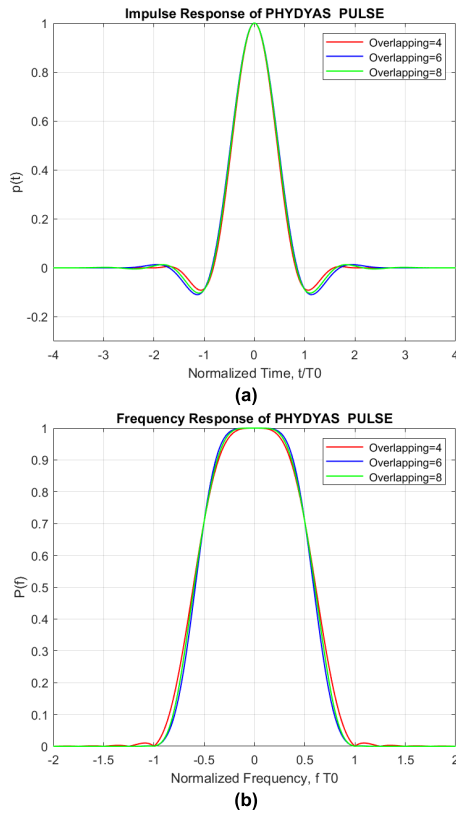 Impulse Response of PHYDYAS  PULSE
Overlapping=4
Overlapping=6
Overlapping=8
p(t)
1
0.8
0.6
0.4
0.2
0
-0.2
-4 -3 -2 -1 0 1 2 3 4
Normalized Time, t/T0
(a)
Frequency Response of PHYDYAS  PULSE
Overlapping=4
Overlapping=6
Overlapping=8
P(f)
1
0.9
0.8
0.7
0.6
0.5
0.4
0.3
0.2
0.1
0
-2 -1.5 -1 -0.5 0 0.5 1 1.5 2
Normalized Frequency, f T0
(b)